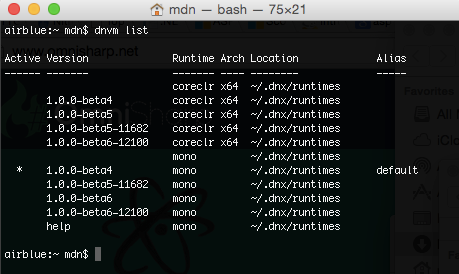 mdn — bash — 75×21
airblue:~ mdn$ dnvm list
Active Version Runtime Arch Location Alias
------ ------- ------- ---- -------- -----
coreclr x64 ~/.dnx/runtimes
1.0.0-beta4 coreclr x64 ~/.dnx/runtimes
1.0.0-beta5 coreclr x64 ~/.dnx/runtimes
1.0.0-beta5-11682 coreclr x64 ~/.dnx/runtimes
1.0.0-beta6-12100 coreclr x64 ~/.dnx/runtimes
mono ~/.dnx/runtimes
* 1.0.0-beta4 mono ~/.dnx/runtimes default
1.0.0-beta5-11682 mono ~/.dnx/runtimes
1.0.0-beta6 mono ~/.dnx/runtimes
1.0.0-beta6-12100 mono ~/.dnx/runtimes
help mono ~/.dnx/runtimes
airblue:~ mdn$
Favorites